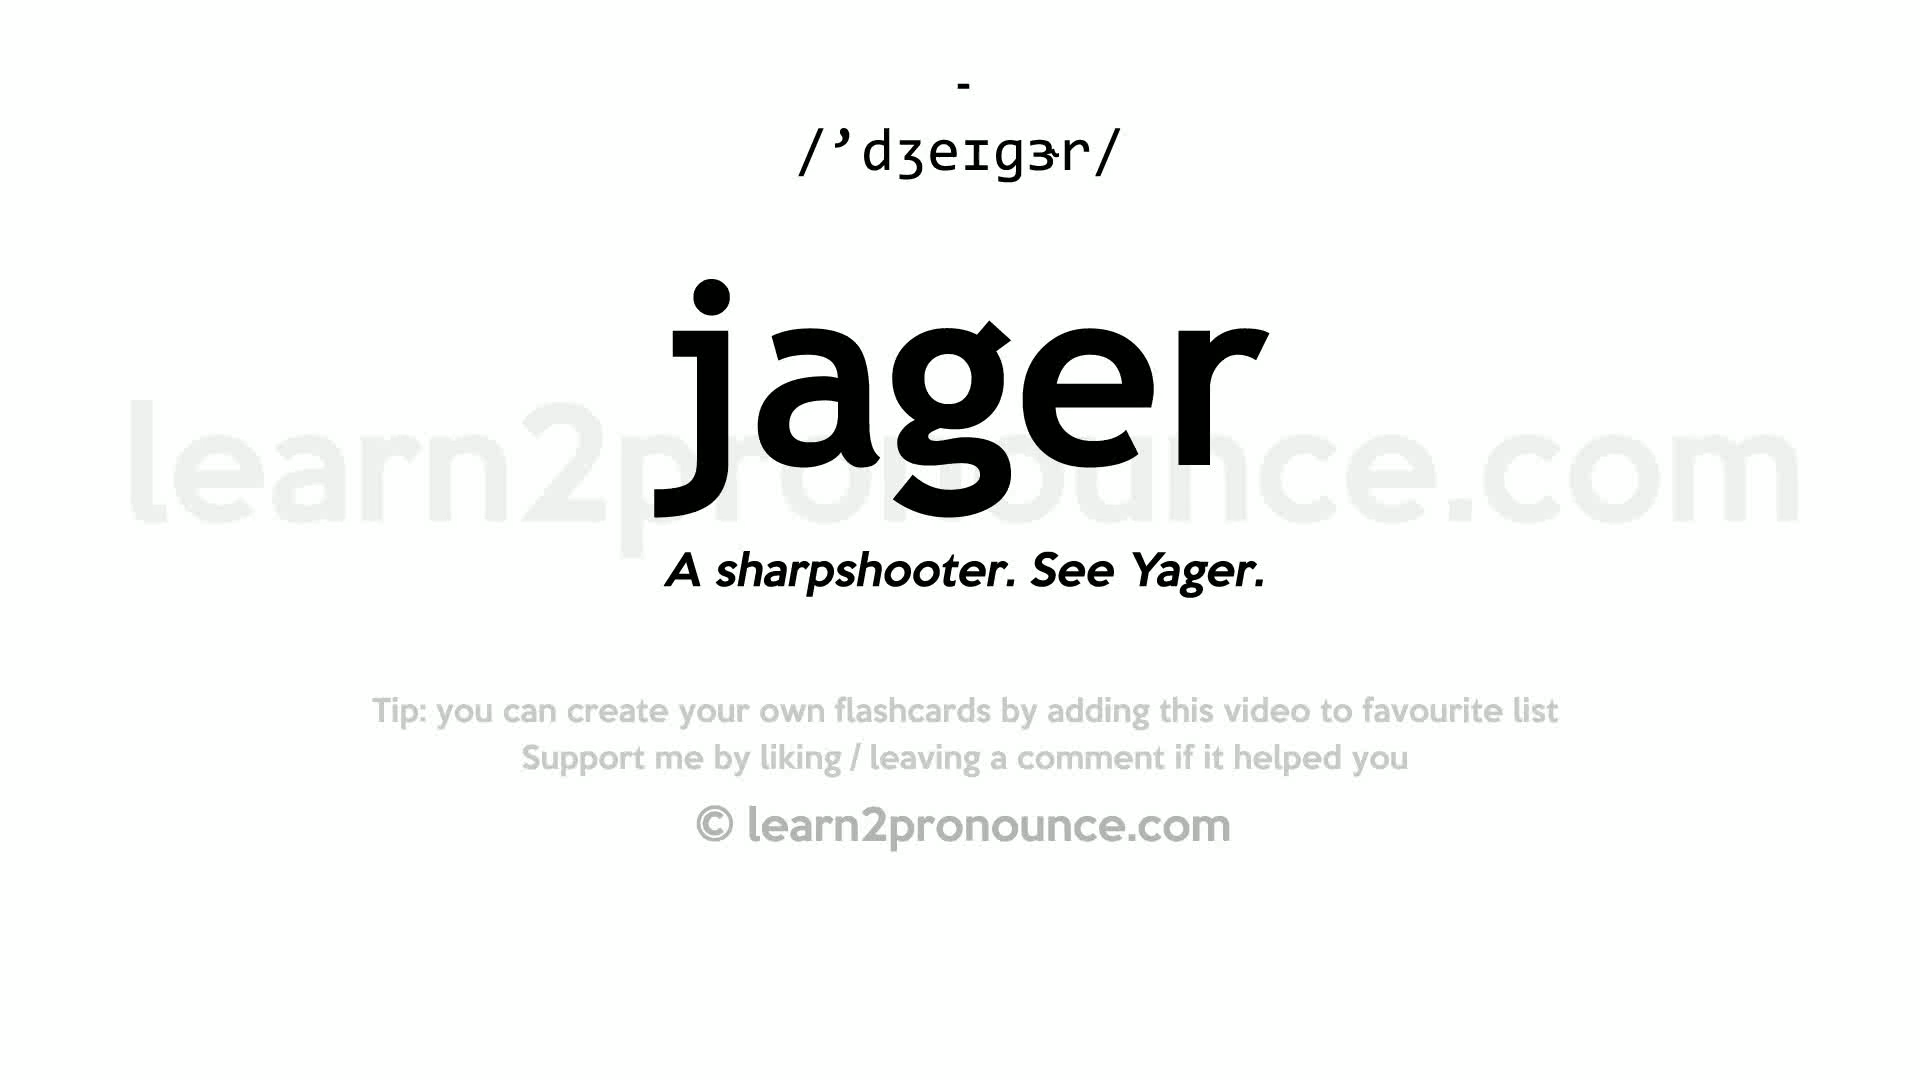 -
/ʼdʒeɪgɝr/
jager
learn2pronounce.com
A sharpshooter. See Yager.
Tip: you can create your own flashcards by adding this video to favourite list
Support me by liking / leaving a comment if it helped you
© learn2pronounce.com